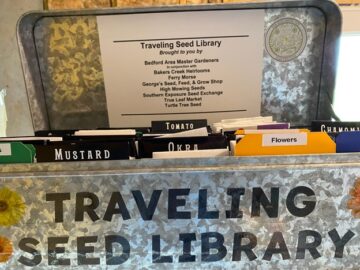 Traveling Seed Library
Brought to you by
Bedford Area Master Gardeners
in conjunction with
Bakers Creek Heirlooms
Ferry Morse
George's Seed, Feed, & Grow Shop
High Mowing Seeds
Southern Exposure Seed Exchange
True Leaf Market
Turtle Tree Seed
TOMATO
CHAMOM
MUSTARD
OKRA
Flowers
TRAVELING
SEED LIBRARY